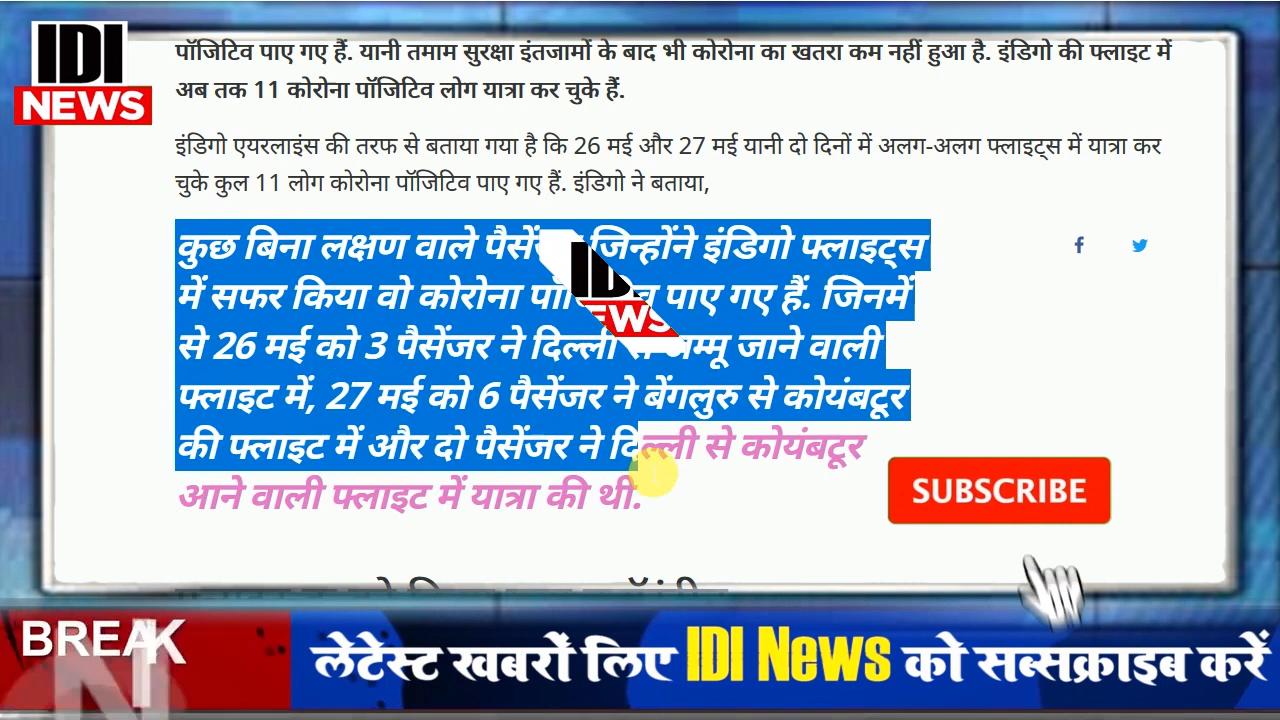 IDI
NEWS
पॉजिटिव पाए गए हैं. यानी तमाम सुरक्षा इंतजामों के बाद भी कोरोना का खतरा कम नहीं हुआ है. इंडिगो की फ्लाइट में
अब तक 11 कोरोना पॉजिटिव लोग यात्रा कर चुके हैं.
इंडिगो एयरलाइंस की तरफ से बताया गया है कि 26 मई और 27 मई यानी दो दिनों में अलग-अलग फ्लाइट्स में यात्रा कर
चुके कुल 11 लोग कोरोना पॉजिटिव पाए गए हैं. इंडिगो ने बताया,
कुछ बिना लक्षण वाले जिन्होंने इंडिगो फ्लाइट्स
में सफर किया वो कोरोना पाए गए हैं. जिनमें
से 26 मई को 3 पैसेंजर ने दिल्ली जाने वाली
फ्लाइट में, 27 मई को 6 पैसेंजर ने बेंगलुरु से कोयंबटूर
की फ्लाइट में और दो पैसेंजर ने दिल्ली से कोयंबटूर
आने वाली फ्लाइट में यात्रा की थी.
SUBSCRIBE
BREAK
लेटेस्ट खबरों लिए IDI News को सब्सक्राइब करें